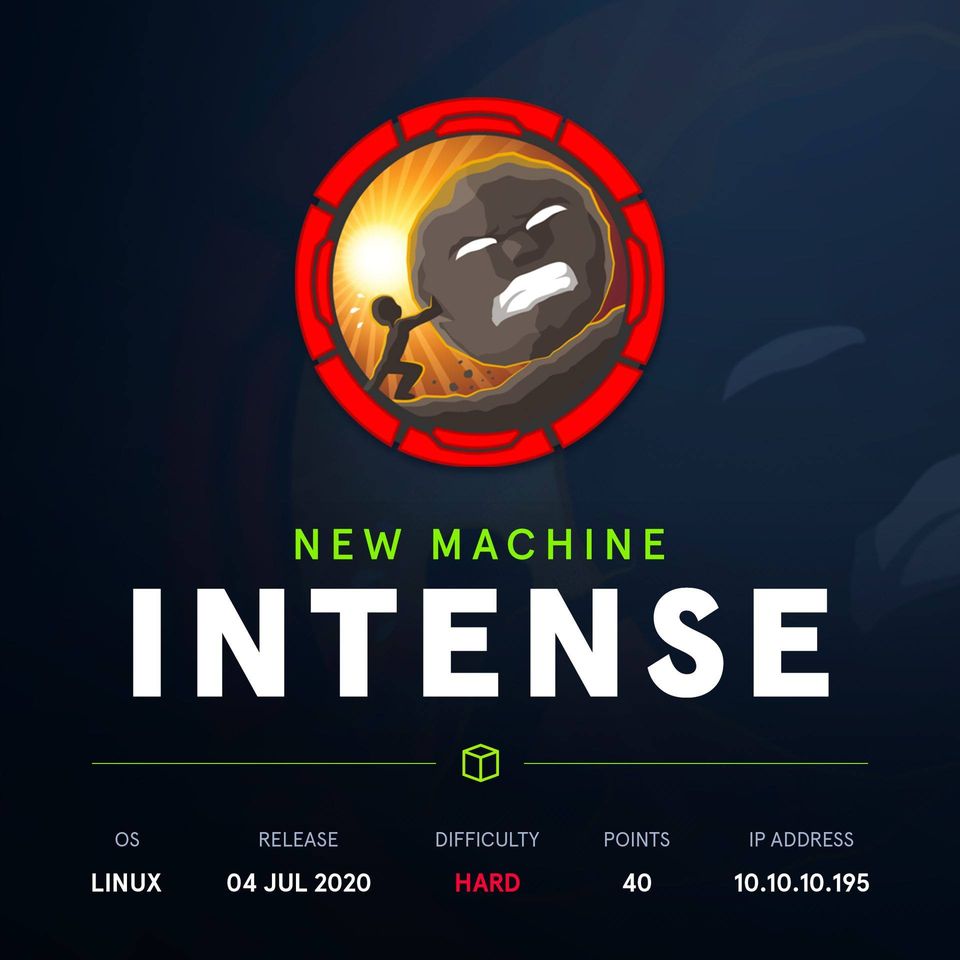 NEW MACHINE
INTENSE
OS RELEASE DIFFICULTY POINTS IP ADDRESS
LINUX 04 JUL 2020 HARD 40 10.10.10.195